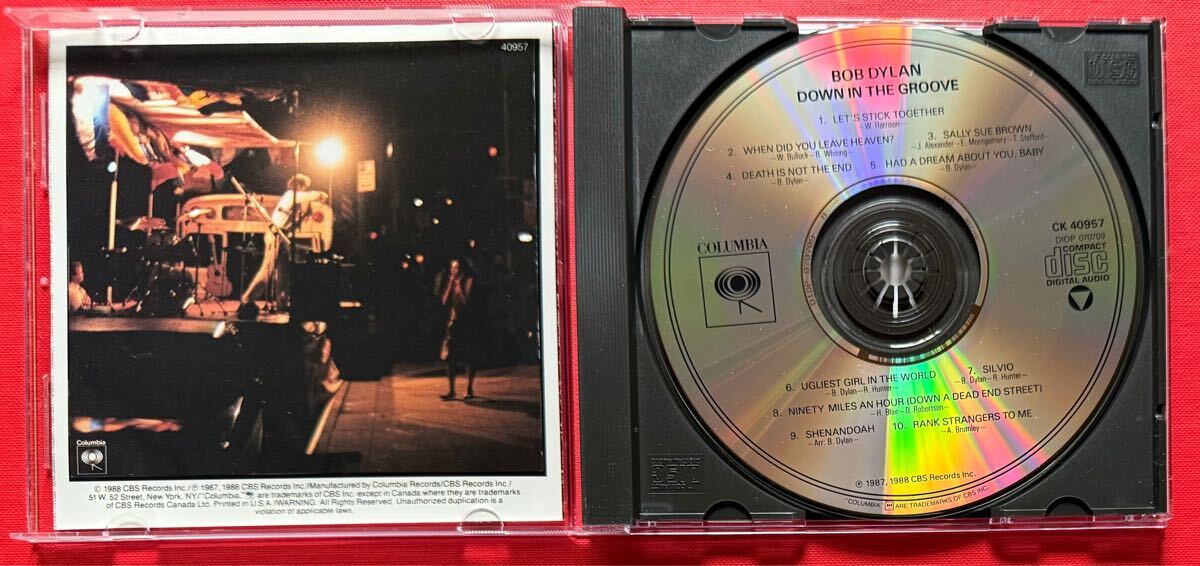 40957
Columbia
© 1988 CBS Records Inc./℗ 1987, 1988 CBS Records Inc./Manufactured by Columbia Records/CBS Records Inc./
51 W. 52 Street, New York, NY/"Columbia," are trademarks of CBS Inc. except in Canada where they are trademarks
of CBS Records Canada Ltd. Printed in U.S.A./WARNING: All Rights Reserved. Unauthorized duplication is a
violation of applicable laws.
BOB DYLAN
DOWN IN THE GROOVE
1. LET'S STICK TOGETHER
—W. Harrison—
2. WHEN DID YOU LEAVE HEAVEN?
—W. Bullock—R. Whiting—
3. SALLY SUE BROWN
—J. Alexander—E. Montgomery—T. Stafford—
4. DEATH IS NOT THE END
—B. Dylan—
5. HAD A DREAM ABOUT YOU, BABY
—B. Dylan—
COLUMBIA
CK 40957
DIDP 070709
COMPACT
disc
DIGITAL AUDIO
6. UGLIEST GIRL IN THE WORLD
—B. Dylan—R. Hunter—
7. SILVIO
—B. Dylan—R. Hunter—
8. NINETY MILES AN HOUR (DOWN A DEAD END STREET)
—H. Blair—D. Robertson—
9. SHENANDOAH
—Arr: B. Dylan—
10. RANK STRANGERS TO ME
—A. Brumley—
℗ 1987, 1988 CBS Records Inc.
"COLUMBIA," ARE TRADEMARKS OF CBS INC.